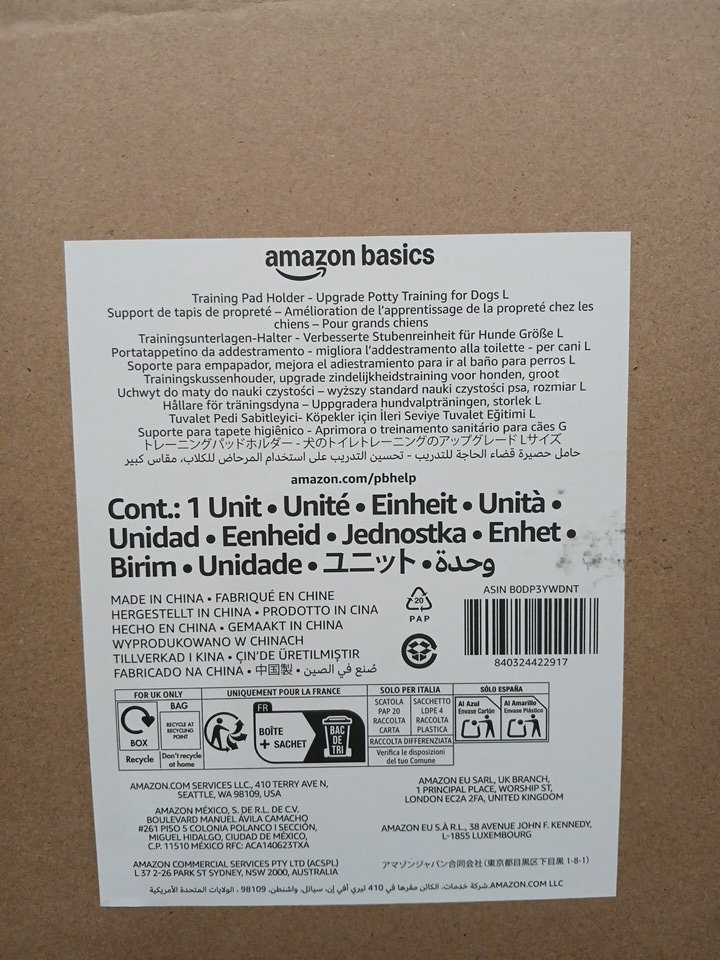 amazon basics
Training Pad Holder - Upgrade Potty Training for Dogs L
Support de tapis de propreté – Amélioration de l'apprentissage de la propreté chez les
chiens – Pour grands chiens
Trainingsunterlagen-Halter - Verbesserte Stubenreinheit für Hunde Größe L
Portatappetino da addestramento - migliora l'addestramento alla toilette - per cani L
Soporte para empapador, mejora el adiestramiento para ir al baño para perros L
Trainingskussenhouder, upgrade zindelijkheidstraining voor honden, groot
Uchwyt do maty do nauki czystości – wyższy standard nauki czystości psa, rozmiar L
Hållare för träningsdyna – Uppgradera hundvalpträningen, storlek L
Tuvalet Pedi Sabitleyici- Köpekler için İleri Seviye Tuvalet Eğitimi L
Suporte para tapete higiênico - Aprimora o treinamento sanitário para cães G
トレーニングパッドホルダー - 犬のトイレトレーニングのアップグレード Lサイズ
حامل حصيرة قضاء الحاجة للتدريب - تحسين التدريب على استخدام المرحاض للكلاب، مقاس كبير
amazon.com/pbhelp
Cont.: 1 Unit • Unité • Einheit • Unità •
Unidad • Eenheid • Jednostka • Enhet •
Birim • Unidade • ユニット • وحدة
MADE IN CHINA • FABRIQUÉ EN CHINE
HERGESTELLT IN CHINA • PRODOTTO IN CINA
HECHO EN CHINA • GEMAAKT IN CHINA
WYPRODUKOWANO W CHINACH
TILLVERKAD I KINA • ÇIN'DE ÜRETILMIŞTIR
FABRICADO NA CHINA • 中国製 • صُنع في الصين
20
PAP
ASIN B0DP3YWDNT
840324422917
FOR UK ONLY
BOX
Recycle
BAG
RECYCLE AT
RECYCLING
POINT
Don't recycle
at home
UNIQUEMENT POUR LA FRANCE
FR
BOÎTE
+ SACHET
BAC
DE
TRI
SOLO PER ITALIA
SCATOLA
PAP 20
RACCOLTA
CARTA
SACCHETTO
LDPE 4
RACCOLTA
PLASTICA
RACCOLTA DIFFERENZIATA
Verifica le disposizioni
del tuo Comune
SÓLO ESPAÑA
Al Azul
Envase Cartón
Al Amarillo
Envase Plástico
AMAZON.COM SERVICES LLC., 410 TERRY AVE N,
SEATTLE, WA 98109, USA
AMAZON MÉXICO, S. DE R.L. DE C.V.
BOULEVARD MANUEL ÁVILA CAMACHO
#261 PISO 5 COLONIA POLANCO I SECCIÓN,
MIGUEL HIDALGO, CIUDAD DE MÉXICO,
C.P. 11510 MÉXICO RFC: ACA140623TXA
AMAZON COMMERCIAL SERVICES PTY LTD (ACSPL)
L 37 2-26 PARK ST SYDNEY, NSW 2000, AUSTRALIA
AMAZON EU SARL, UK BRANCH,
1 PRINCIPAL PLACE, WORSHIP ST,
LONDON EC2A 2FA, UNITED KINGDOM
AMAZON EU S.À R.L., 38 AVENUE JOHN F. KENNEDY,
L-1855 LUXEMBOURG
アマゾンジャパン合同会社 (東京都目黒区下目黒 1-8-1)
AMAZON.COM LLC شركة خدمات، الكائن مقرها في 410 تيري أفي إن، سياتل، واشنطن، 98109 ، الولايات المتحدة الأمريكية.